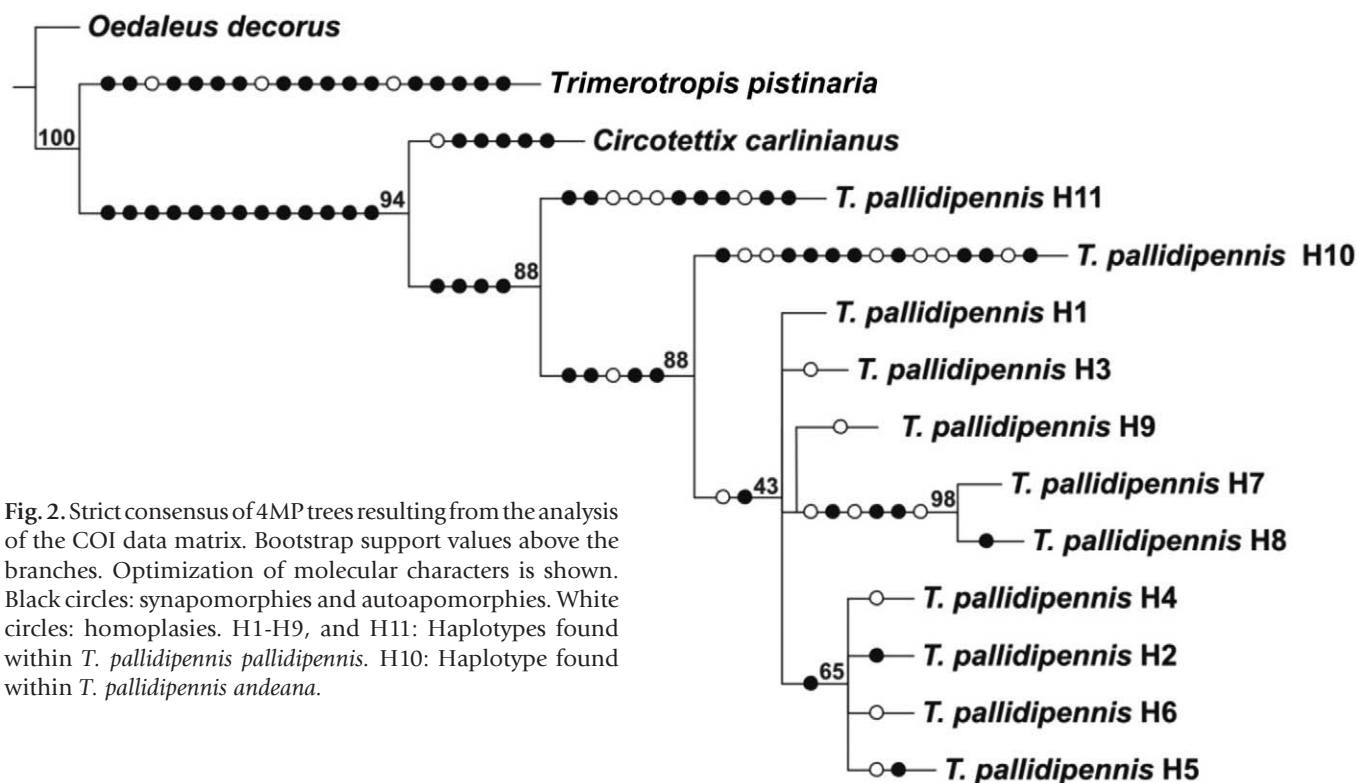 Oedaleus decorus
Trimerotropis pistinaria
100
Circotettix carlinianus
94
T. pallidipennis H11
88
T. pallidipennis H10
T. pallidipennis H1
88
T. pallidipennis H3
T. pallidipennis H9
43
T. pallidipennis H7
98
T. pallidipennis H8
T. pallidipennis H4
T. pallidipennis H2
65
T. pallidipennis H6
T. pallidipennis H5
Fig. 2. Strict consensus of 4MP trees resulting from the analysis
of the COI data matrix. Bootstrap support values above the
branches. Optimization of molecular characters is shown.
Black circles: synapomorphies and autoapomorphies. White
circles: homoplasies. H1-H9, and H11: Haplotypes found
within T. pallidipennis pallidipennis. H10: Haplotype found
within T. pallidipennis andeana.